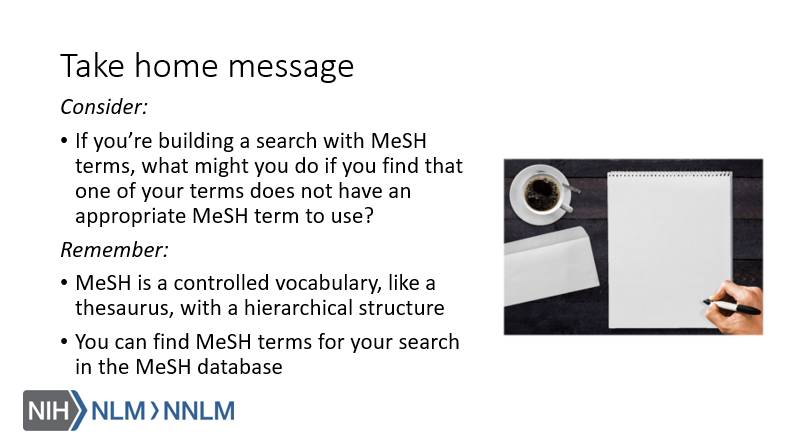 Take home message
Consider:
• If you’re building a search with MeSH
terms, what might you do if you find that
one of your terms does not have an
appropriate MeSH term to use?
Remember:
• MeSH is a controlled vocabulary, like a
thesaurus, with a hierarchical structure
• You can find MeSH terms for your search
in the MeSH database
NIH NLM NNLM